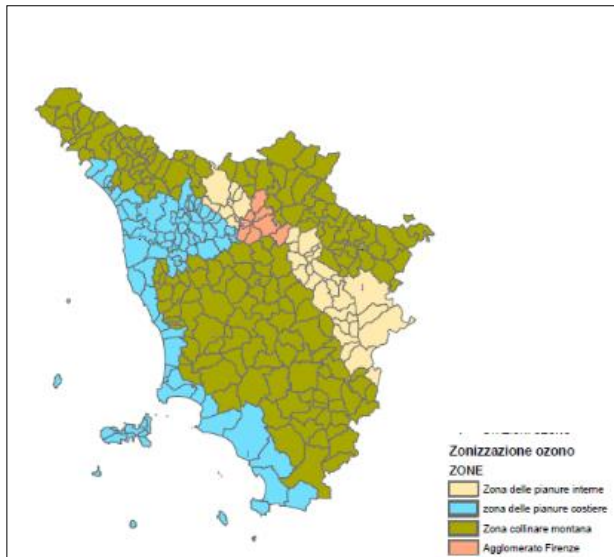 Zonizzazione ozono
ZONE
Zona delle pianure interne
zona delle pianure costiere
Zona collinare montana
Agglomerato Firenze